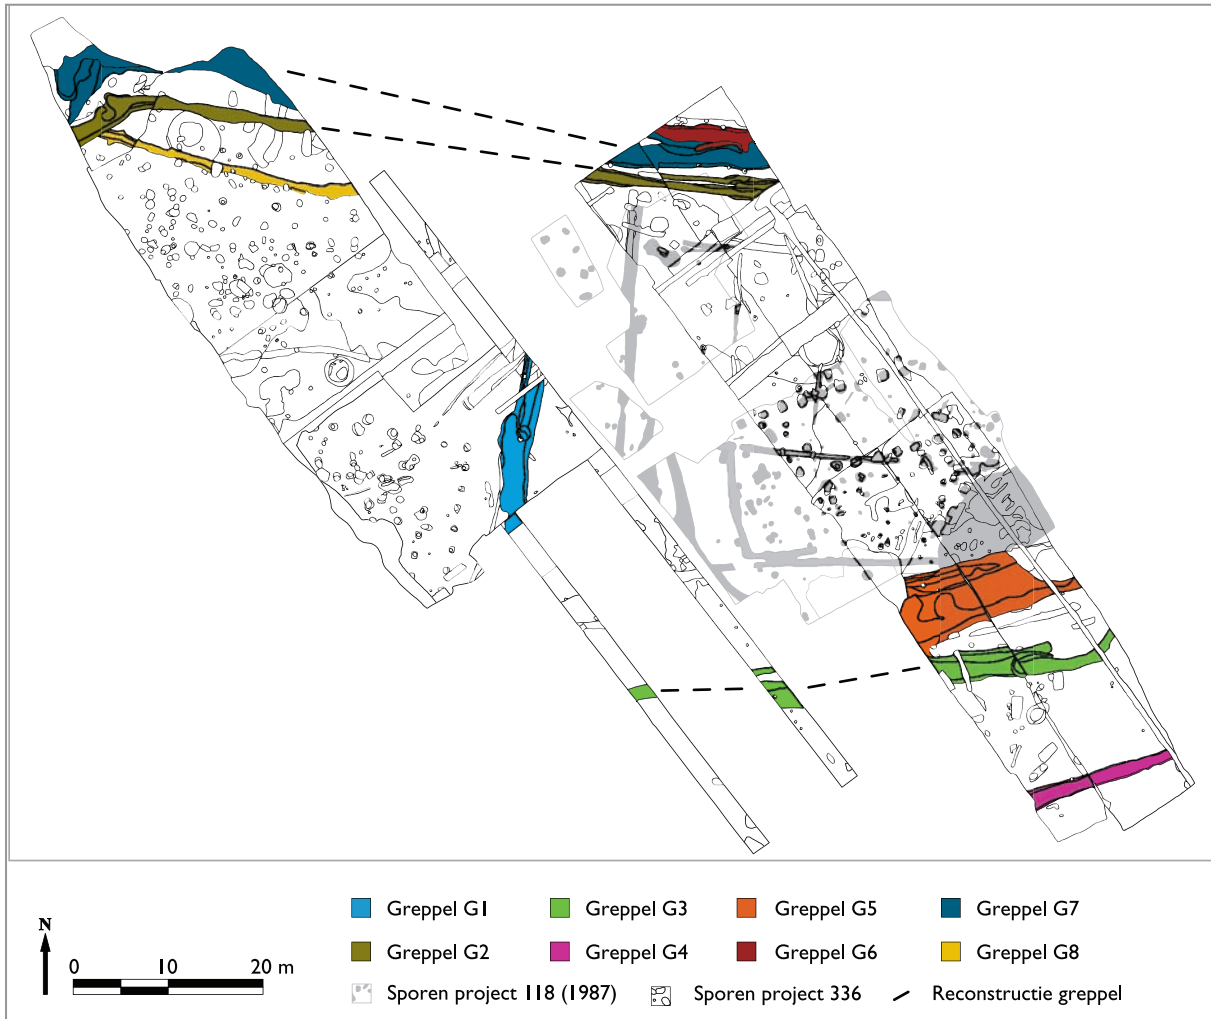 Greppel G1 Greppel G3 Greppel G5 Greppel G7
N
Greppel G2 Greppel G4 Greppel G6 Greppel G8
0 10 20 m
Sporen project 118 (1987) Sporen project 336 Reconstructie greppel